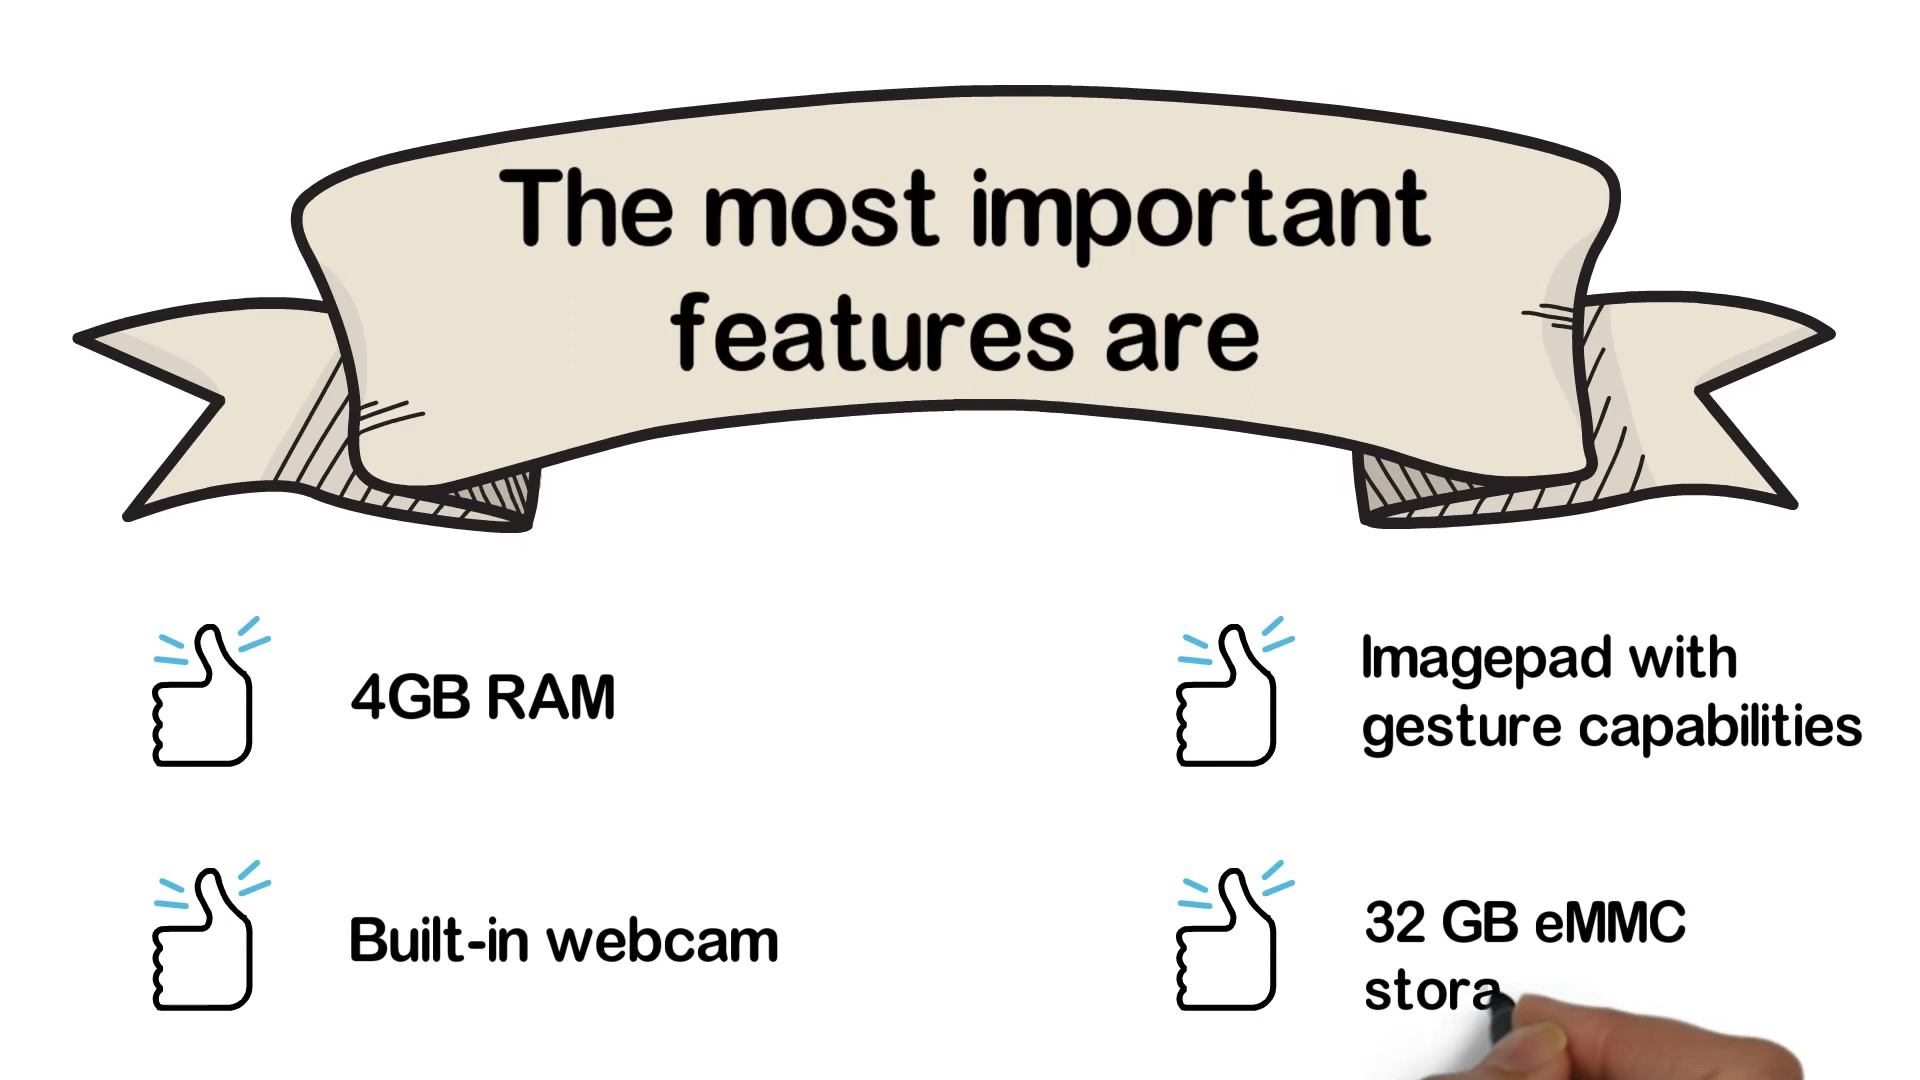 The most important
features are
4GB RAM
Imagepad with
gesture capabilities
Built-in webcam
32 GB eMMC
stora